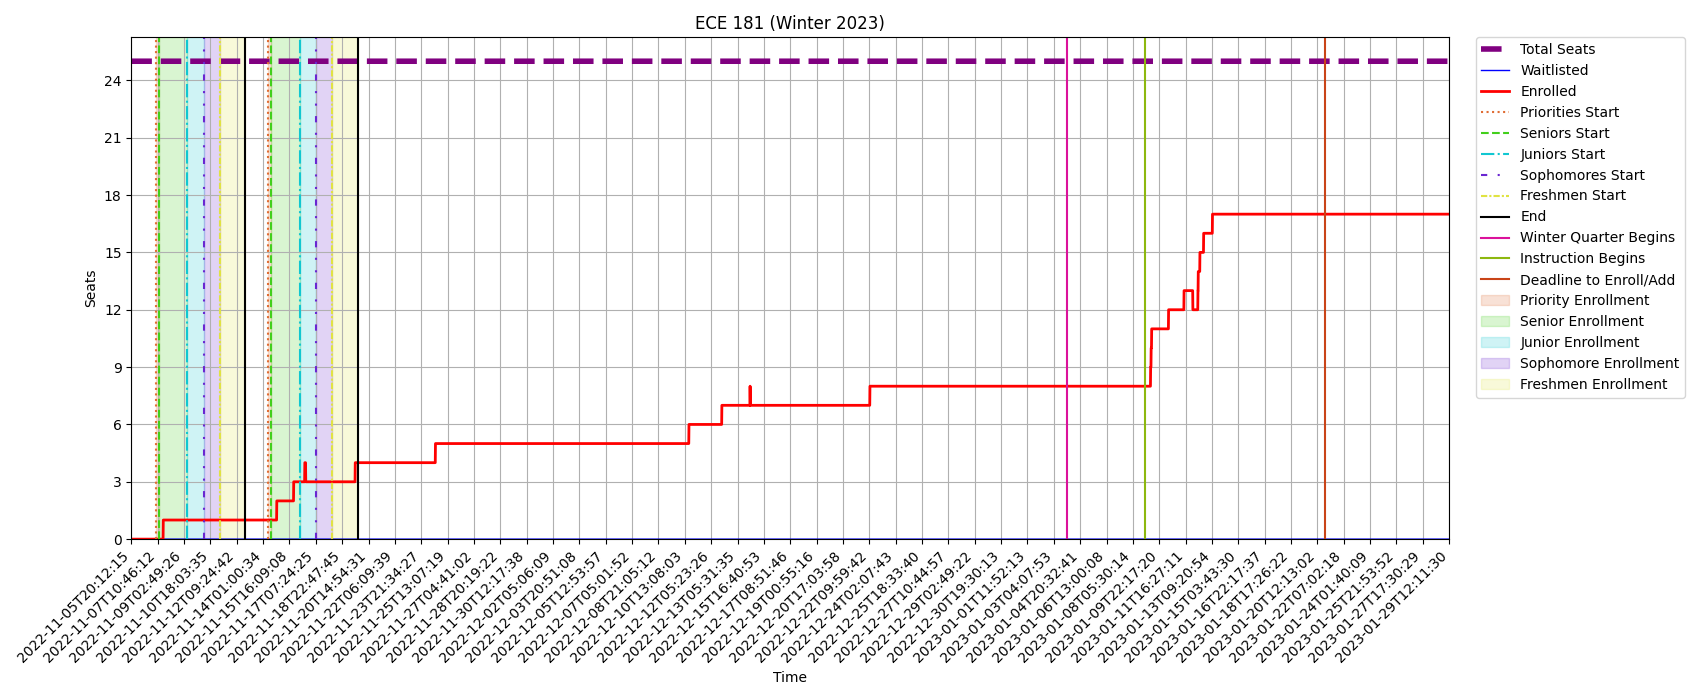 ECE 181 (Winter 2023)
Seats
24
21
18
15
12
9
6
3
0
2022-11-05T20:12:15
2022-11-07T10:46:12
2022-11-09T02:49:26
2022-11-10T18:03:35
2022-11-12T09:24:42
2022-11-14T01:00:34
2022-11-15T16:09:08
2022-11-17T07:24:25
2022-11-18T22:47:45
2022-11-20T14:54:31
2022-11-22T06:09:39
2022-11-23T21:34:27
2022-11-25T13:07:19
2022-11-27T04:41:02
2022-11-28T20:19:22
2022-11-30T12:17:38
2022-12-02T05:06:09
2022-12-03T20:51:08
2022-12-05T12:53:57
2022-12-07T05:01:52
2022-12-08T21:05:12
2022-12-10T13:08:03
2022-12-12T05:23:26
2022-12-13T05:31:35
2022-12-15T16:40:53
2022-12-17T08:51:46
2022-12-19T00:55:16
2022-12-20T17:03:58
2022-12-22T09:59:42
2022-12-24T02:07:43
2022-12-25T18:33:40
2022-12-27T10:44:57
2022-12-29T02:49:22
2022-12-30T19:30:13
2023-01-01T11:52:13
2023-01-03T04:07:53
2023-01-04T20:32:41
2023-01-06T13:00:08
2023-01-08T05:30:14
2023-01-09T22:17:20
2023-01-11T16:27:11
2023-01-13T09:20:54
2023-01-15T03:43:30
2023-01-16T22:17:37
2023-01-18T17:26:22
2023-01-20T12:13:02
2023-01-22T07:02:18
2023-01-24T01:40:09
2023-01-25T21:53:52
2023-01-27T17:30:29
2023-01-29T12:11:30
Time
Total Seats
Waitlisted
Enrolled
Priorities Start
Seniors Start
Juniors Start
Sophomores Start
Freshmen Start
End
Winter Quarter Begins
Instruction Begins
Deadline to Enroll/Add
Priority Enrollment
Senior Enrollment
Junior Enrollment
Sophomore Enrollment
Freshmen Enrollment